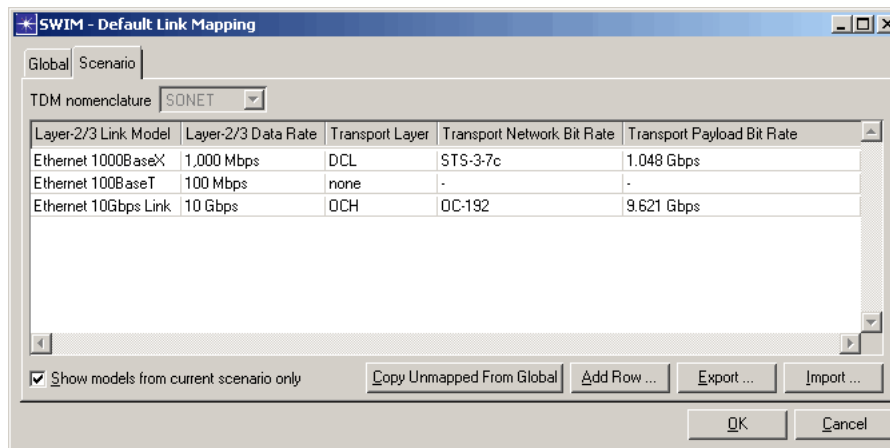 SWIM - Default Link Mapping
Global Scenario
TDM nomenclature SONET
Layer-2/3 Link Model Layer-2/3 Data Rate Transport Layer Transport Network Bit Rate Transport Payload Bit Rate
Ethernet 1000BaseX 1,000 Mbps DCL STS-3-7c 1.048 Gbps
Ethernet 100BaseT 100 Mbps none - -
Ethernet 10Gbps Link 10 Gbps OCH OC-192 9.621 Gbps
Show models from current scenario only Copy Unmapped From Global Add Row ... Export ... Import ...
OK Cancel